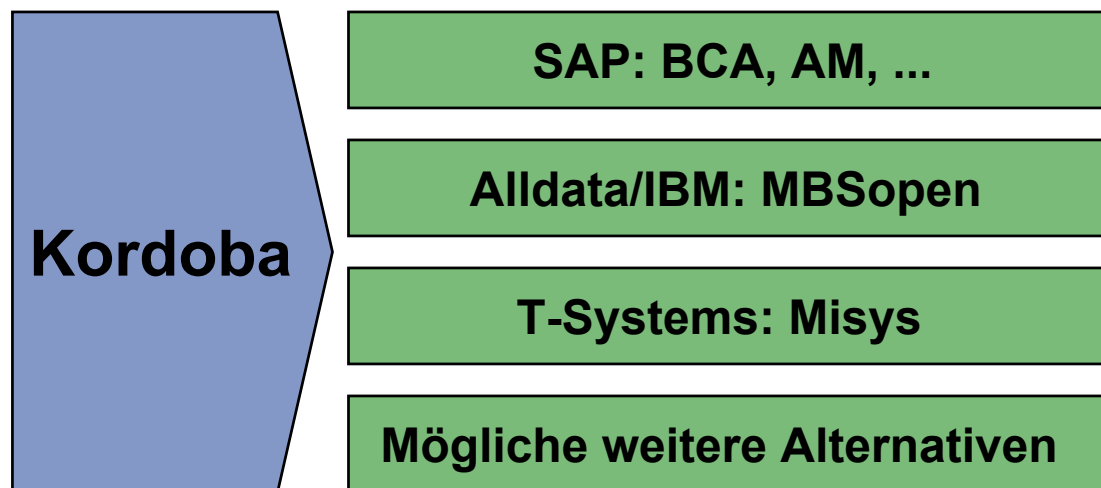 Kordoba
SAP: BCA, AM, ...
Alldata/IBM: MBSopen
T-Systems: Misys
Mögliche weitere Alternativen